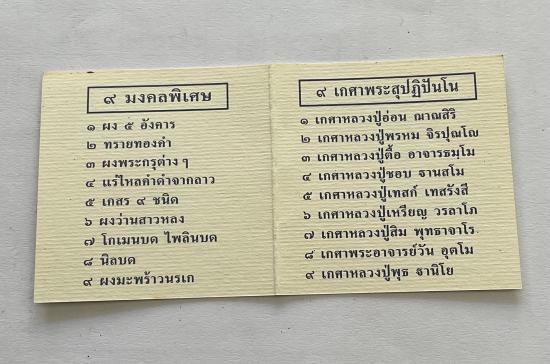 ๙ มงคลพิเศษ
๑ ผง ๕ อังคาร
๒ ทรายทองคำ
๓ ผงพระกรุต่าง ๆ
๔ แร่ไหลคำดำจากลาว
๕ เกสร ๙ ชนิด
๖ ผงว่านสาวหลง
๗ โกเมนบด ไพลินบด
๘ นิลบด
๙ ผงมะพร้าวนรเก
๙ เกศาพระสุปฏิปันโน
๑ เกศาหลวงปู่อ่อน ฌาณสิริ
๒ เกศาหลวงปู่พรหม จิรปุณโญ
๓ เกศาหลวงปู่ตื้อ อาจารธมฺโม
๔ เกศาหลวงปู่ชอบ ฐานสโม
๕ เกศาหลวงปู่เทสก์ เทสรังสี
๖ เกศาหลวงปู่เหรียญ วรลาโภ
๗ เกศาหลวงปู่สิม พุทธาจาโร
๘ เกศาพระอาจารย์วัน อุตโม
๙ เกศาหลวงปู่พุธ ฐานิโย